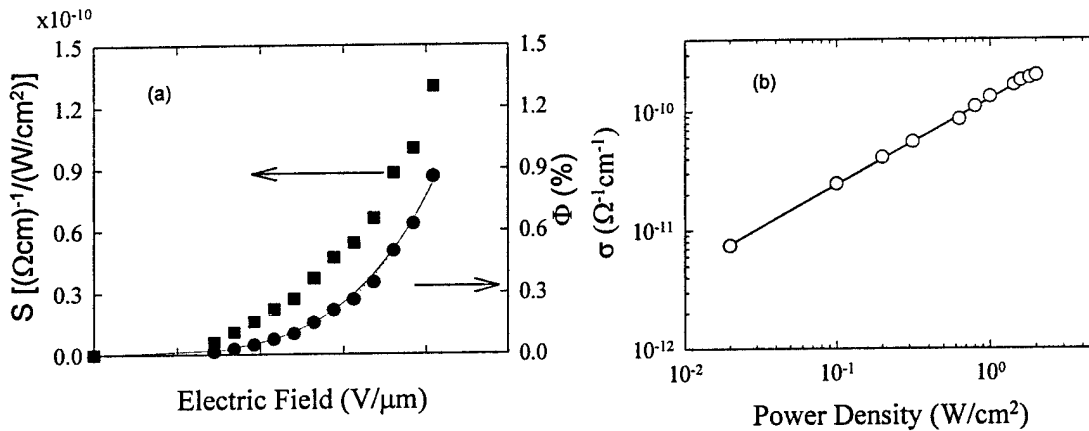 x10⁻¹⁰
1.5
1.2
0.9
0.6
0.3
0.0
S [(Ωcm)⁻¹/(W/cm²)]
(a)
1.5
1.2
0.9
0.6
0.3
0.0
Φ (%)
Electric Field (V/μm)
(b)
10⁻¹⁰
10⁻¹¹
10⁻¹²
σ (Ω⁻¹cm⁻¹)
10⁻²
10⁻¹
10⁰
Power Density (W/cm²)